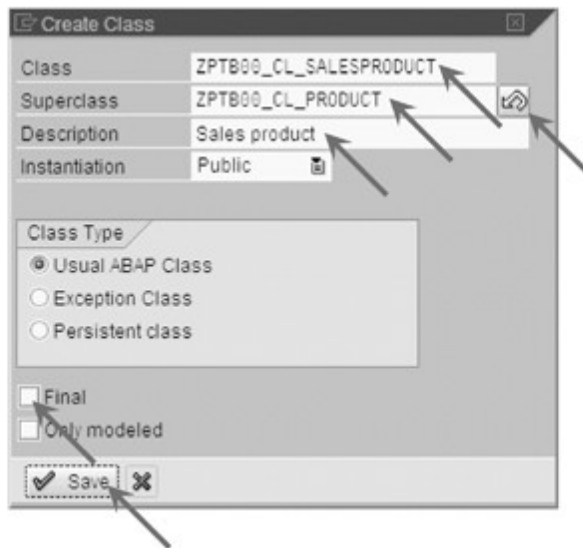 Create Class
Class ZPTB00_CL_SALESPRODUCT
Superclass ZPTB00_CL_PRODUCT
Description Sales product
Instantiation Public
Class Type
Usual ABAP Class
Exception Class
Persistent class
Final
Only modeled
Save